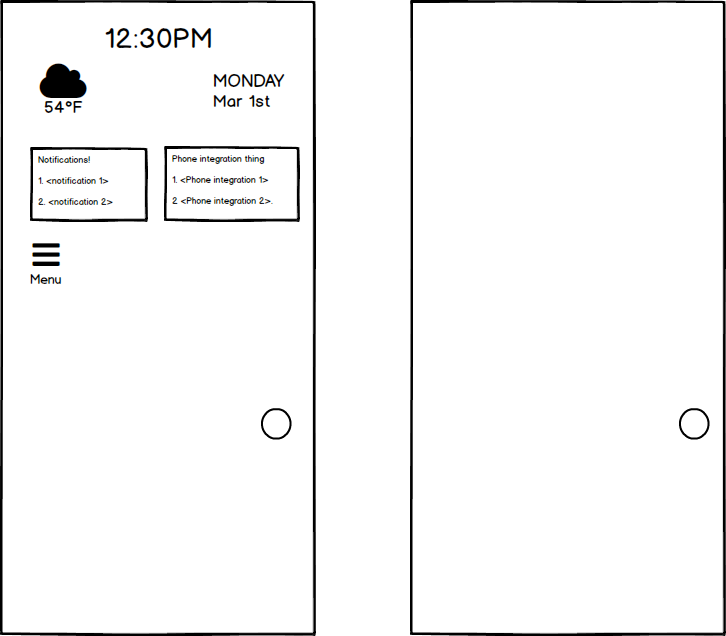 12:30PM
54°F
MONDAY
Mar 1st
Notifications!
1. <notification 1>
2. <notification 2>
Phone integration thing
1. <Phone integration 1>
2 <Phone integration 2>.
Menu